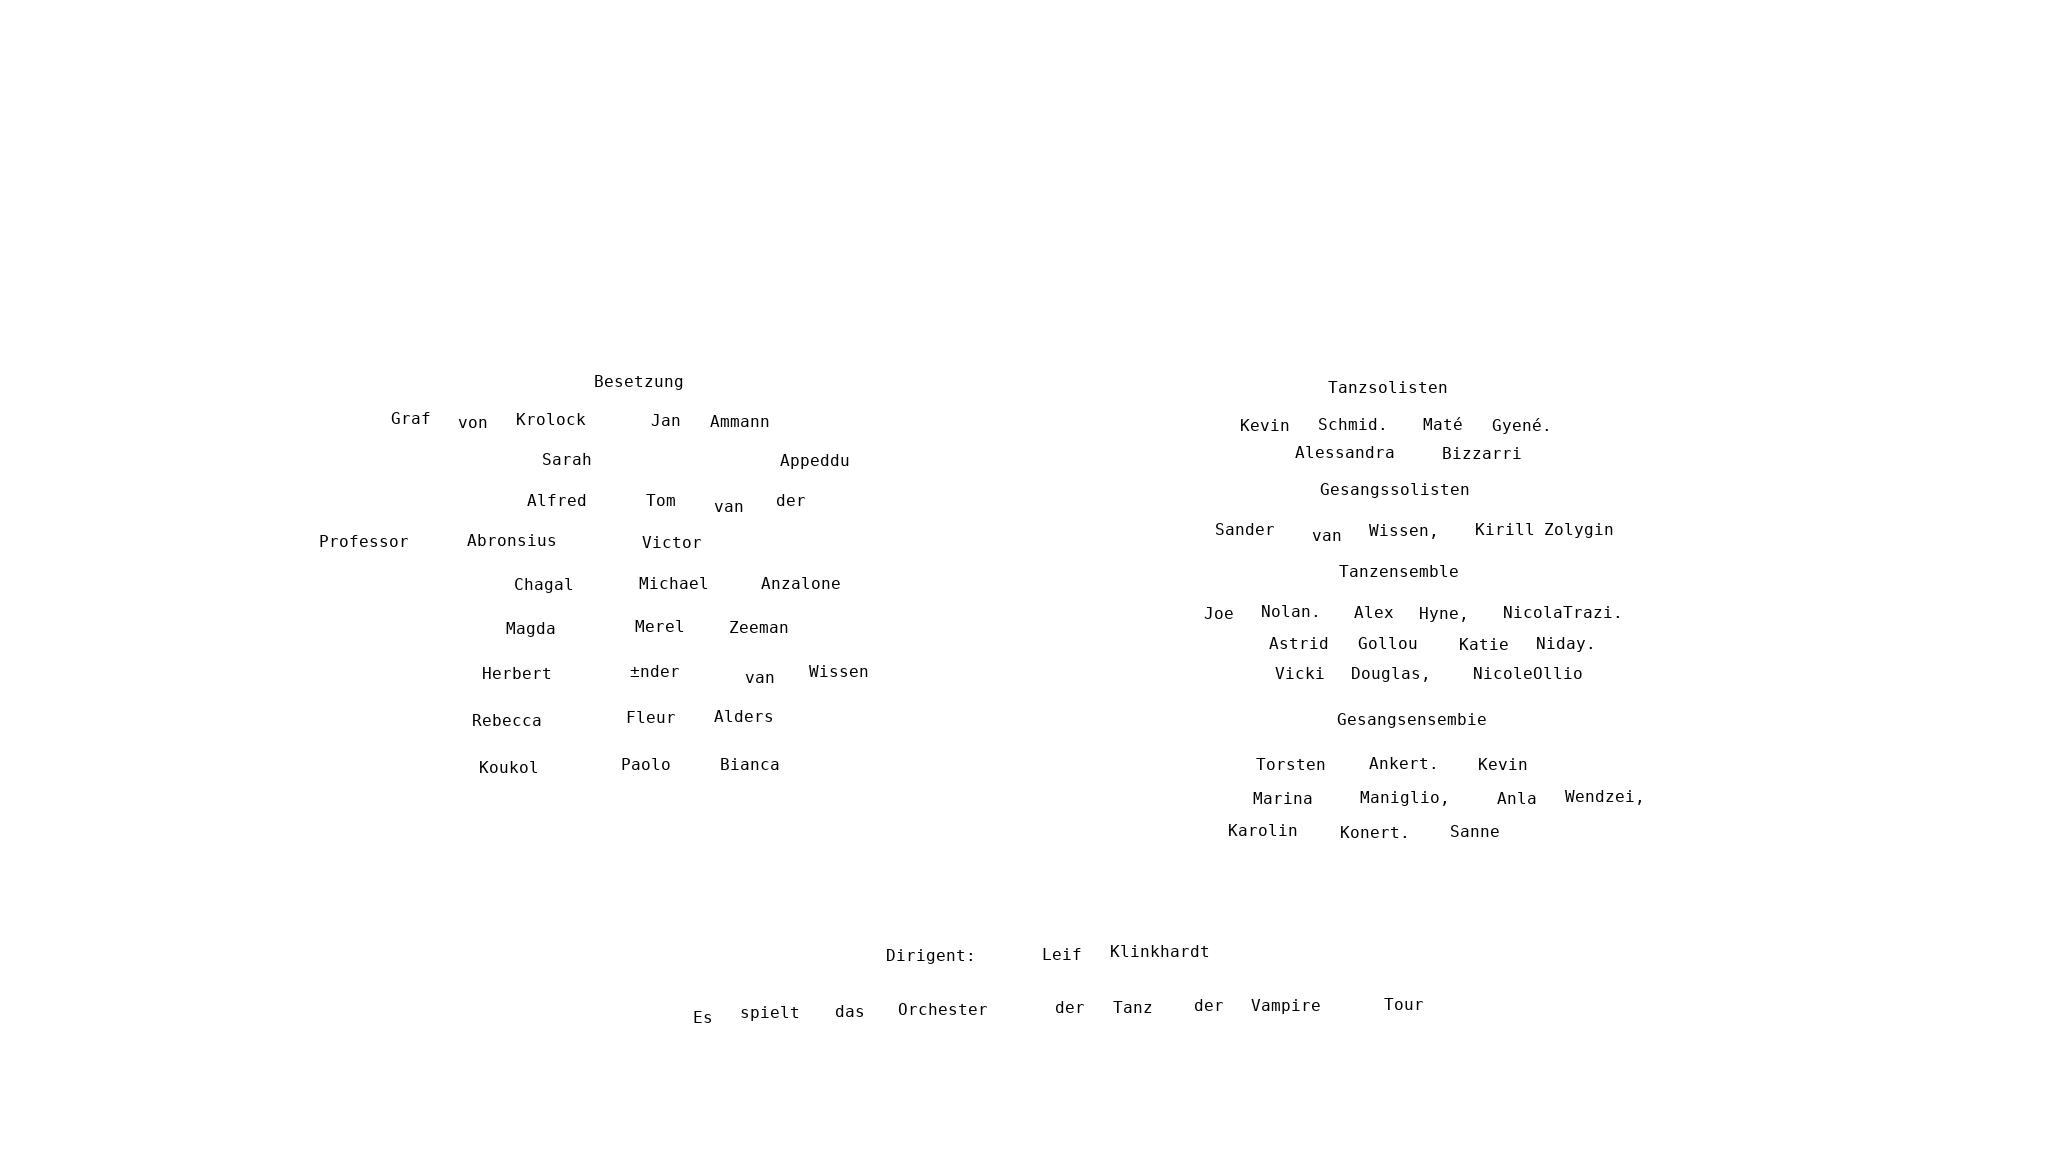 Besetzung
Graf von Krolock Jan Ammann
Sarah Appeddu
Alfred Tom van der
Professor Abronsius Victor
Chagal Michael Anzalone
Magda Merel Zeeman
Herbert ±nder van Wissen
Rebecca Fleur Alders
Koukol Paolo Bianca
Tanzsolisten
Kevin Schmid. Maté Gyené.
Alessandra Bizzarri
Gesangssolisten
Sander van Wissen, Kirill Zolygin
Tanzensemble
Joe Nolan. Alex Hyne, NicolaTrazi.
Astrid Gollou Katie Niday.
Vicki Douglas, NicoleOllio
Gesangsensembie
Torsten Ankert. Kevin
Marina Maniglio, Anla Wendzei,
Karolin Konert. Sanne
Dirigent: Leif Klinkhardt
Es spielt das Orchester der Tanz der Vampire Tour